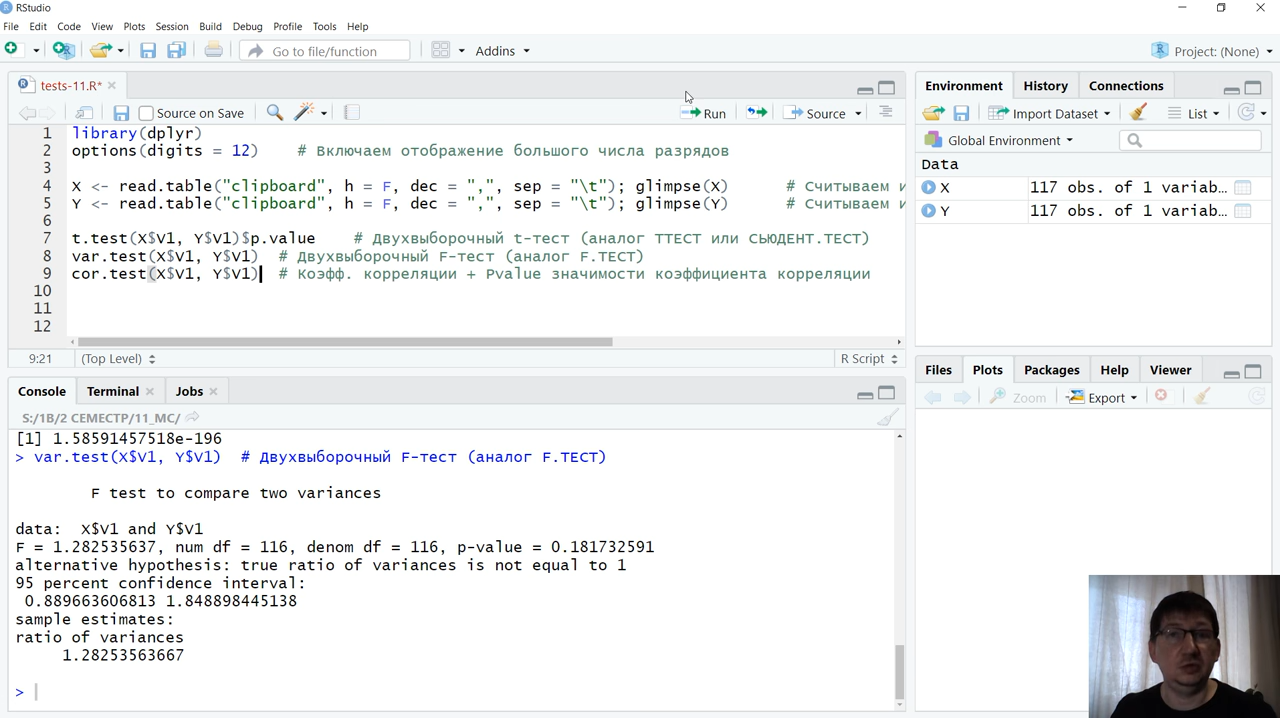 RStudio
File Edit Code View Plots Session Build Debug Profile Tools Help
Go to file/function Addins Project: (None)
tests-11.R*
Source on Save Run Source
1 library(dplyr)
2 options(digits = 12) # Включаем отображение большого числа разрядов
3
4 X <- read.table("clipboard", h = F, dec = ",", sep = "\t"); glimpse(X) # Считываем и
5 Y <- read.table("clipboard", h = F, dec = ",", sep = "\t"); glimpse(Y) # Считываем и
6
7 t.test(X$V1, Y$V1)$p.value # Двухвыборочный t-тест (аналог ТТЕСТ или СТЬЮДЕНТ.ТЕСТ)
8 var.test(X$V1, Y$V1) # Двухвыборочный F-тест (аналог F.ТЕСТ)
9 cor.test(X$V1, Y$V1) # Коэфф. корреляции + Pvalue значимости коэффициента корреляции
10
11
12
9:21 (Top Level) R Script
Console Terminal Jobs
S:/1B/2 СЕМЕСТР/11_МС/
[1] 1.58591457518e-196
> var.test(X$V1, Y$V1) # Двухвыборочный F-тест (аналог F.ТЕСТ)
F test to compare two variances
data: X$V1 and Y$V1
F = 1.282535637, num df = 116, denom df = 116, p-value = 0.181732591
alternative hypothesis: true ratio of variances is not equal to 1
95 percent confidence interval:
0.889663606813 1.848898445138
sample estimates:
ratio of variances
1.28253563667
>
Environment History Connections
Import Dataset List
Global Environment
Data
X 117 obs. of 1 variab...
Y 117 obs. of 1 variab...
Files Plots Packages Help Viewer
Zoom Export